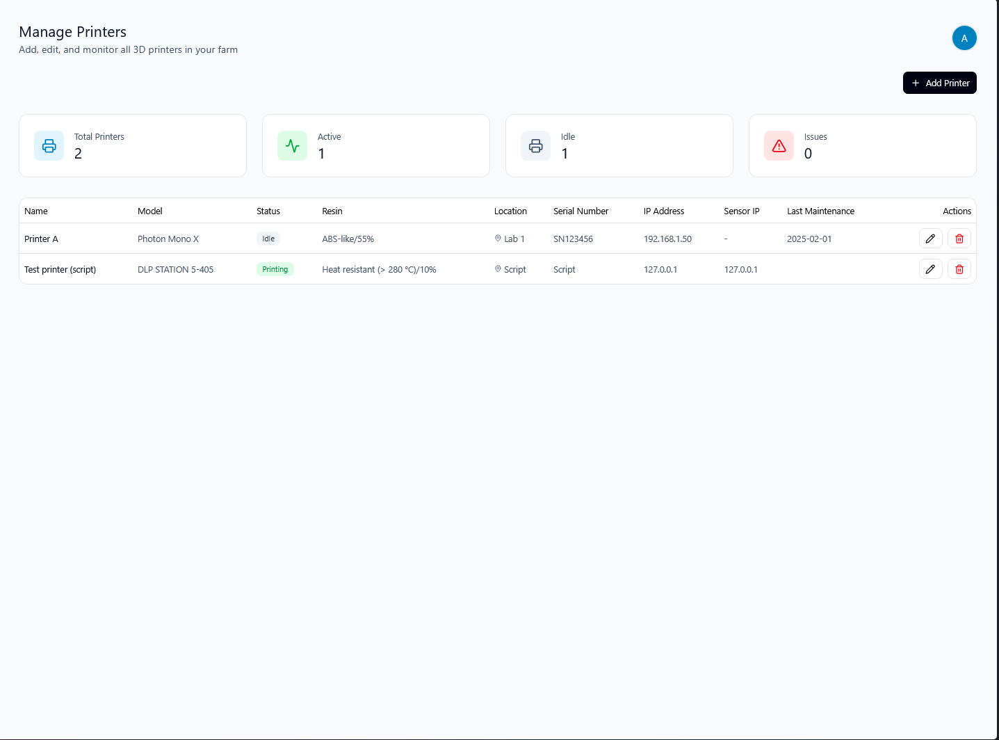 Manage Printers
Add, edit, and monitor all 3D printers in your farm
A
+ Add Printer
Total Printers
2
Active
1
Idle
1
Issues
0
Name Model Status Resin Location Serial Number IP Address Sensor IP Last Maintenance Actions
Printer A Photon Mono X Idle ABS-like/55% Lab 1 SN123456 192.168.1.50 - 2025-02-01
Test printer (script) DLP STATION 5-405 Printing Heat resistant (> 280 °C)/10% Script Script 127.0.0.1 127.0.0.1